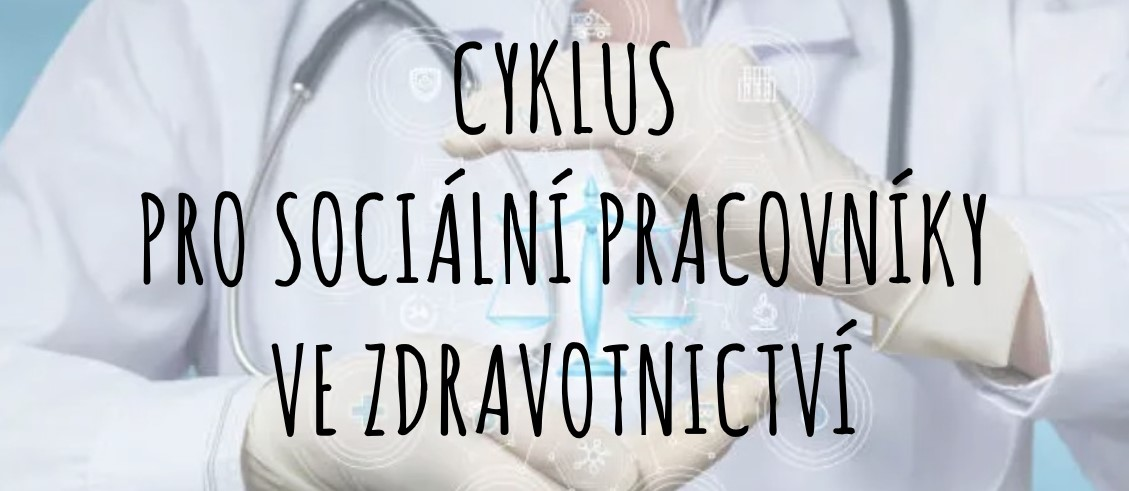 CYKLUS
PRO SOCIÁLNÍ PRACOVNÍKY
VE ZDRAVOTNICTVÍ